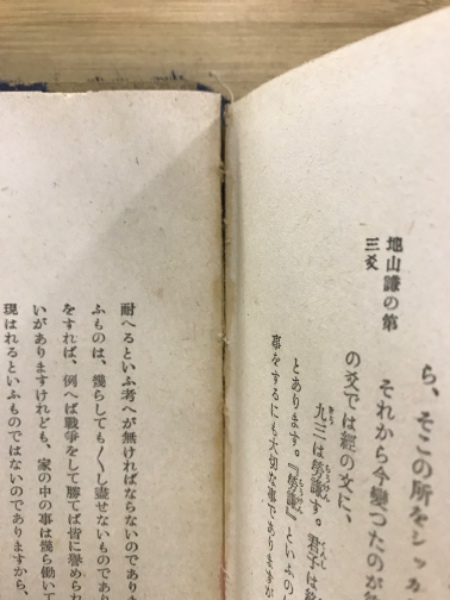 ら、そこの所をシッカ
それから今變つたのが
地山謙の第
三爻
の爻では經の文に、
九三は勞謙す。君子は
とあります。『勞謙』といふの
事をするにも大切な事でありますが
耐へるといふ考へが無ければならないのであり
ふものは、幾らしても〳〵し盡せないものであ
をすれば、例へば戰爭をして勝てば皆に譽められ
いがありますけれども、家の中の事は幾ら働いて
現はれるといふものではないのでありますから、